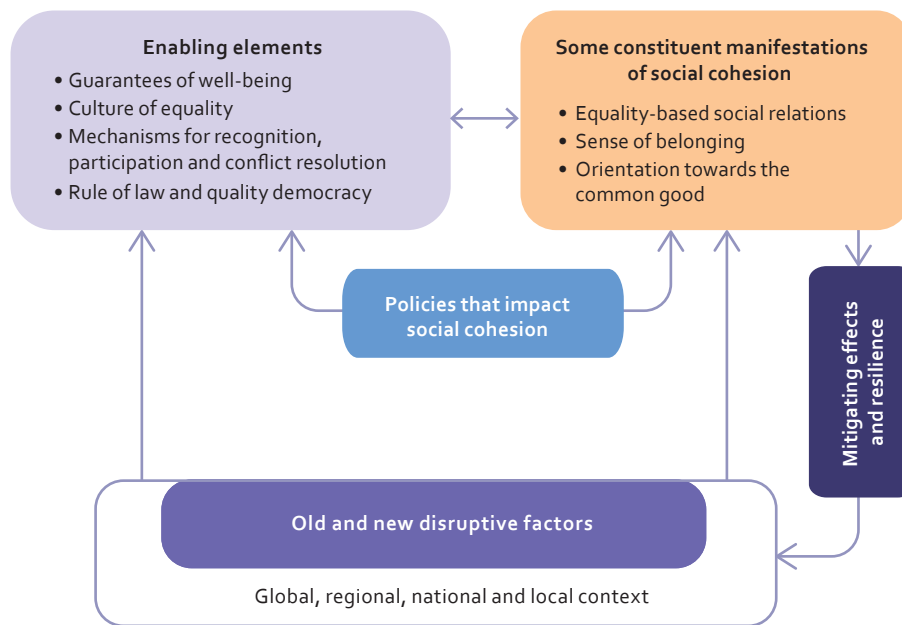 Enabling elements
• Guarantees of well-being
• Culture of equality
• Mechanisms for recognition,
participation and conflict resolution
• Rule of law and quality democracy
Some constituent manifestations
of social cohesion
• Equality-based social relations
• Sense of belonging
• Orientation towards the
common good
Policies that impact
social cohesion
Mitigating effects
and resilience
Old and new disruptive factors
Global, regional, national and local context